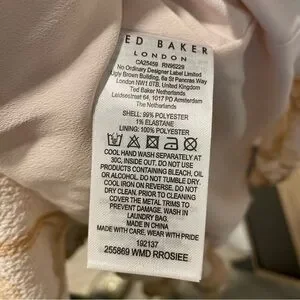 ED BAKER
LONDON
CA25459 RN96229
No Ordinary Designer Label Limited
Ugly Brown Building, 6a St Pancras Way
London NW1 0TB, United Kingdom
Ted Baker Netherlands
Leidsestraat 64, 1017 PD Amsterdam
The Netherlands
SHELL: 99% POLYESTER
1% ELASTANE
LINING: 100% POLYESTER
COOL HAND WASH SEPARATELY AT
30C, INSIDE OUT. DO NOT USE
PRODUCTS CONTAINING BLEACH, OIL
OR ALCOHOL. DO NOT TUMBLE DRY.
COOL IRON ON REVERSE, DO NOT
DRY CLEAN. PRIOR TO CLEANING
COVER THE METAL TRIMS TO
PREVENT DAMAGE. WASH IN
LAUNDRY BAG.
MADE IN CHINA
MADE WITH CARE, WEAR WITH PRIDE
192137
255869 WMD RROSIEE